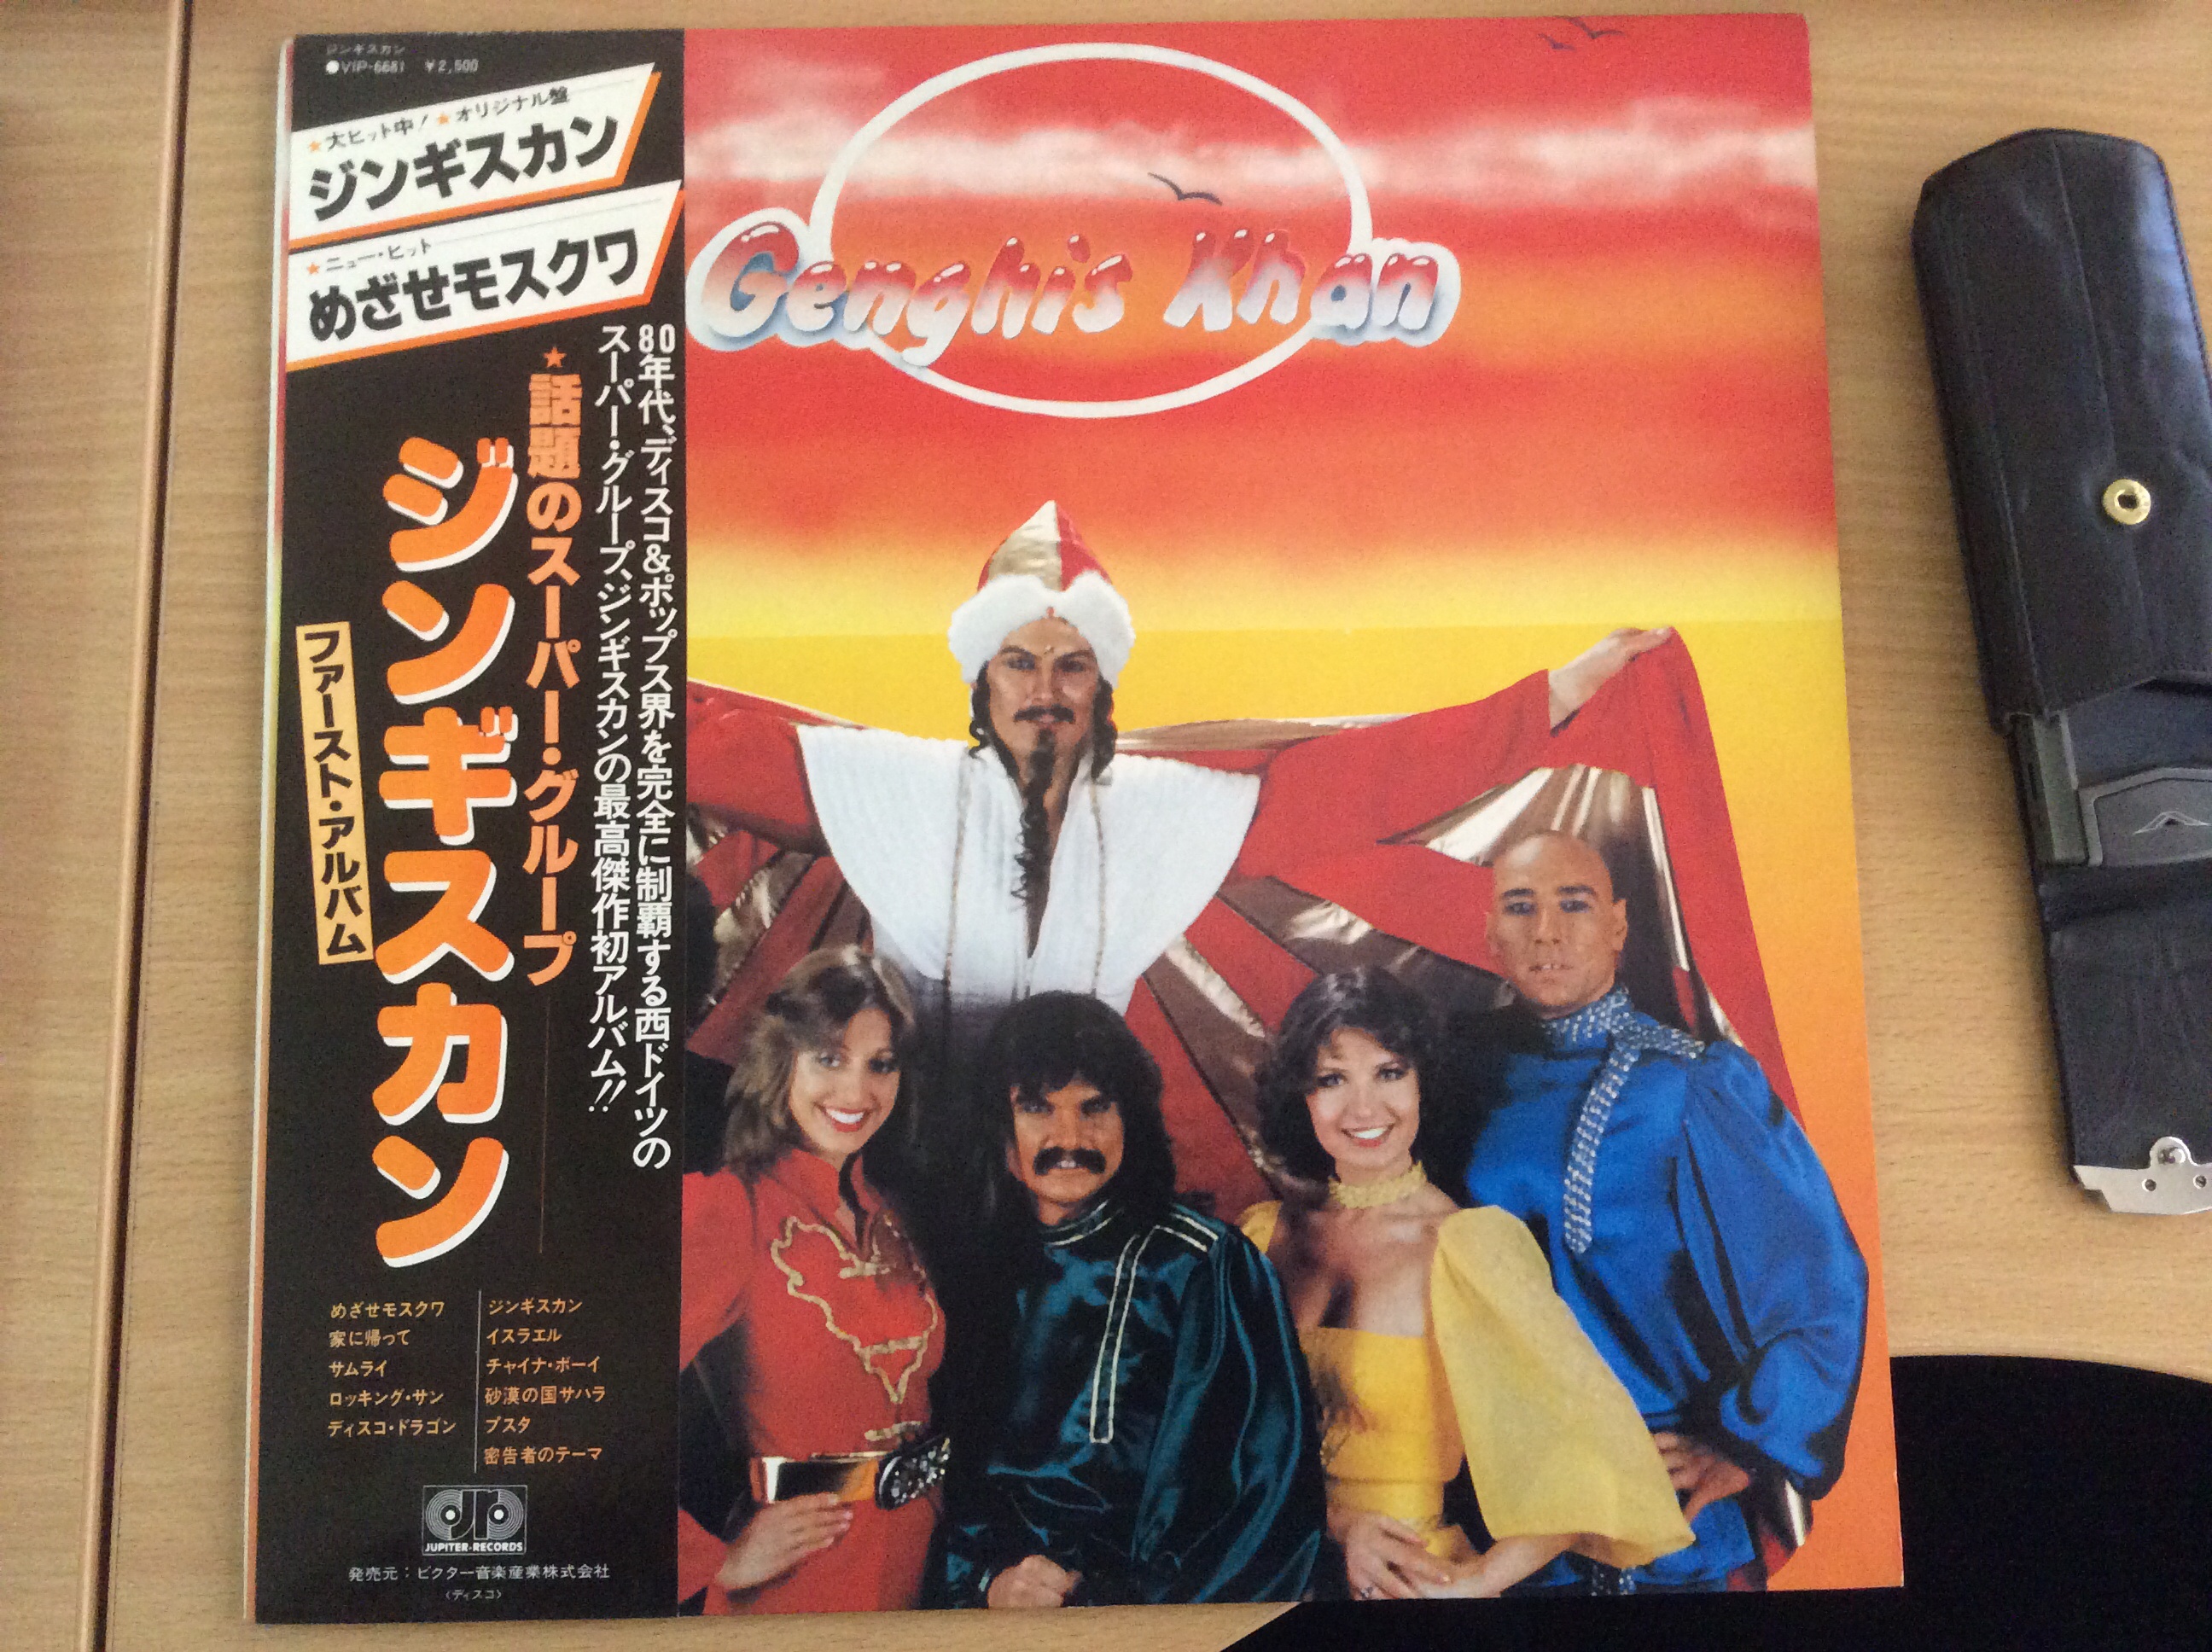 ジンギスカン
●VIP-6681 ¥2,500
★大ヒット中!★オリジナル盤
ジンギスカン
★ニュー・ヒット
めざせモスクワ
80年代、ディスコ&ポップス界を完全に制覇する西ドイツの
スーパー・グループ、ジンギスカンの最高傑作初アルバム!!
★話題のスーパー・グループ
ジンギスカン
ファースト・アルバム
Genghis Khan
ジンギスカン
イスラエル
チャイナ・ボーイ
砂漠の国サハラ
プスタ
密告者のテーマ
めざせモスクワ
家に帰って
サムライ
ロッキング・サン
ディスコ・ドラゴン
JR
JUPITER-RECORDS
発売元:ビクター音楽産業株式会社
〈ディスコ〉